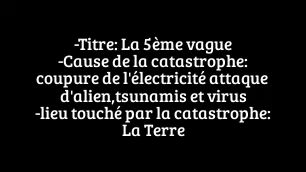 -Titre: La 5ème vague
-Cause de la catastrophe:
coupure de l'électricité attaque
d'alien,tsunamis et virus
-lieu touché par la catastrophe:
La Terre